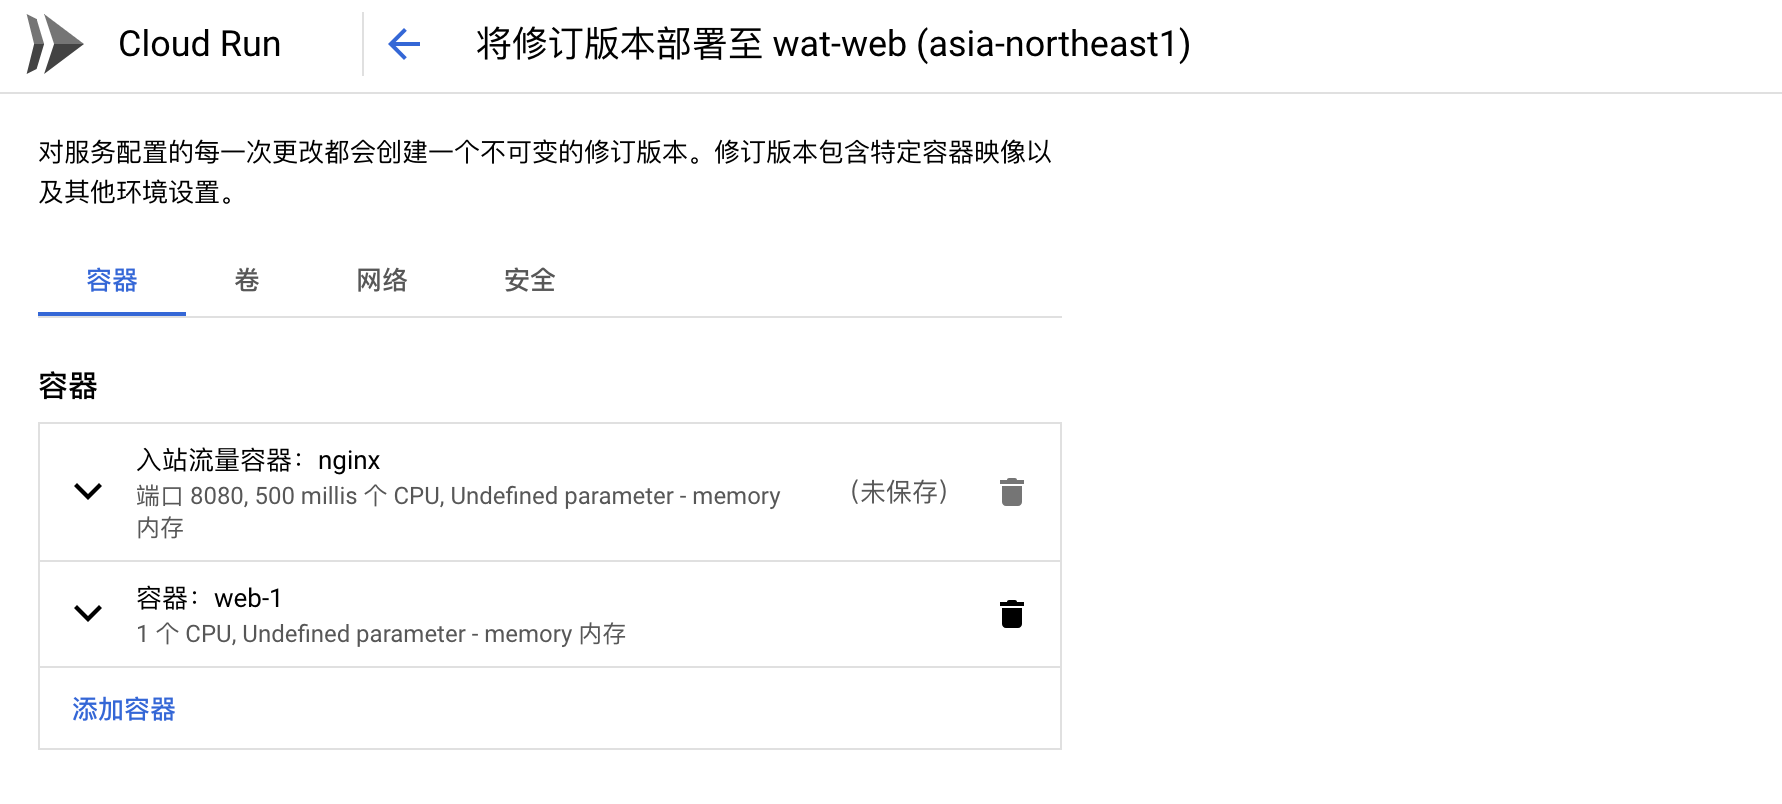 Cloud Run
将修订版本部署至 wat-web (asia-northeast1)
对服务配置的每一次更改都会创建一个不可变的修订版本。修订版本包含特定容器映像以
及其他环境设置。
容器 卷 网络 安全
容器
入站流量容器：nginx
端口 8080, 500 millis 个 CPU, Undefined parameter - memory
内存
（未保存）
容器：web-1
1 个 CPU, Undefined parameter - memory 内存
添加容器